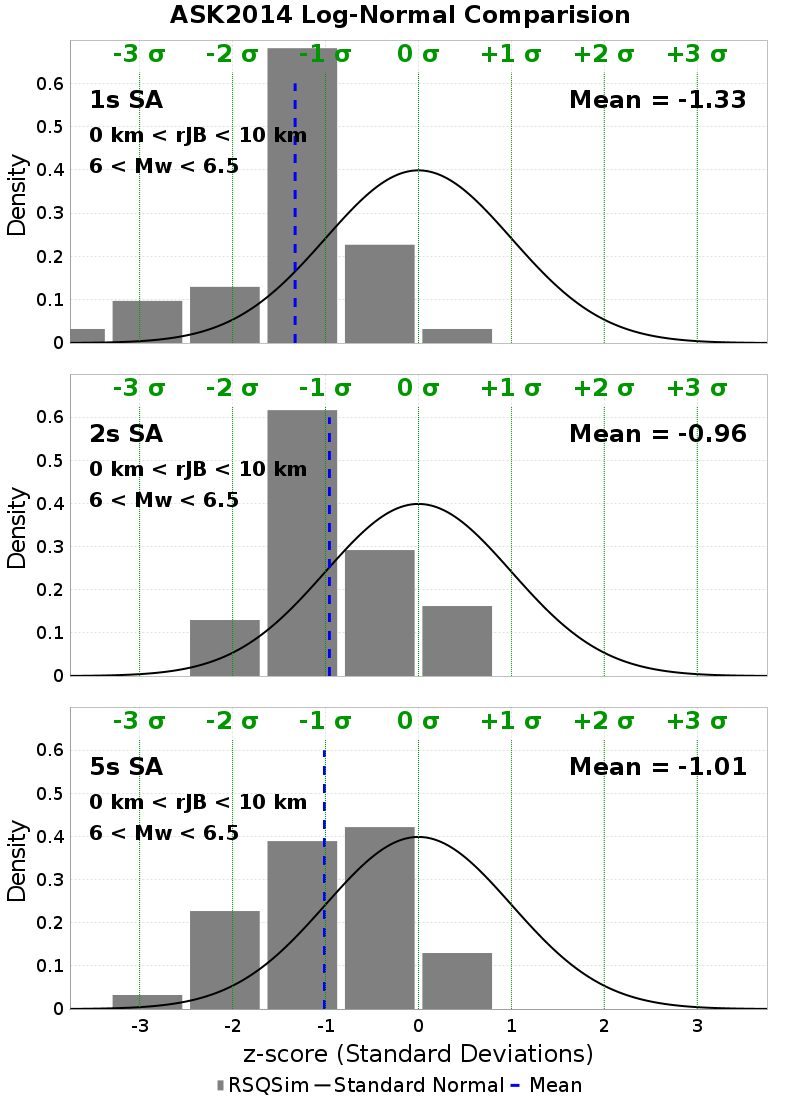 ASK2014 Log-Normal Comparision
-3 σ -2 σ -1 σ 0 σ +1 σ +2 σ +3 σ
1s SA Mean = -1.33
0 km < rJB < 10 km
6 < Mw < 6.5
Density
0.6
0.5
0.4
0.3
0.2
0.1
0
-3 σ -2 σ -1 σ 0 σ +1 σ +2 σ +3 σ
2s SA Mean = -0.96
0 km < rJB < 10 km
6 < Mw < 6.5
Density
0.6
0.5
0.4
0.3
0.2
0.1
0
-3 σ -2 σ -1 σ 0 σ +1 σ +2 σ +3 σ
5s SA Mean = -1.01
0 km < rJB < 10 km
6 < Mw < 6.5
Density
0.6
0.5
0.4
0.3
0.2
0.1
0
-3 -2 -1 0 1 2 3
z-score (Standard Deviations)
RSQSim Standard Normal Mean